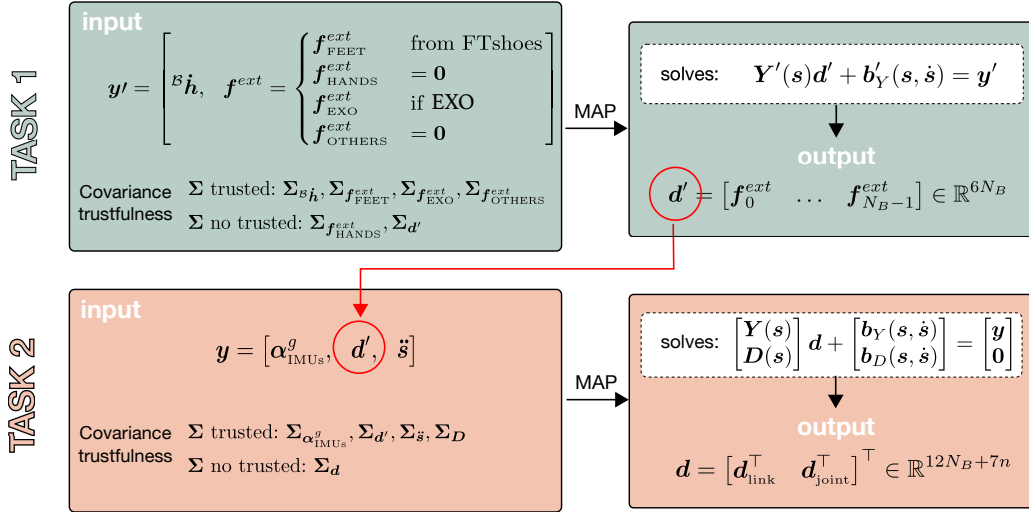 TASK 1
input
y′ = [ ᴮḣ, f^ext = { f^ext_FEET from FTshoes
f^ext_HANDS = 0
f^ext_EXO if EXO
f^ext_OTHERS = 0 ]
Covariance trustfulness
Σ trusted: Σ_ᴮḣ, Σ_f^ext_FEET, Σ_f^ext_EXO, Σ_f^ext_OTHERS
Σ no trusted: Σ_f^ext_HANDS, Σ_d′
MAP
solves: Y′(s)d′ + b′_Y(s, ṡ) = y′
output
d′ = [f^ext_0 … f^ext_{N_B−1}] ∈ ℝ^{6N_B}
TASK 2
input
y = [α^g_IMUs, d′, s̈]
Covariance trustfulness
Σ trusted: Σ_α^g_IMUs, Σ_d′, Σ_s̈, Σ_D
Σ no trusted: Σ_d
MAP
solves: [Y(s) D(s)] d + [b_Y(s, ṡ) b_D(s, ṡ)] = [y 0]
output
d = [d^⊤_link d^⊤_joint]^⊤ ∈ ℝ^{12N_B+7n}